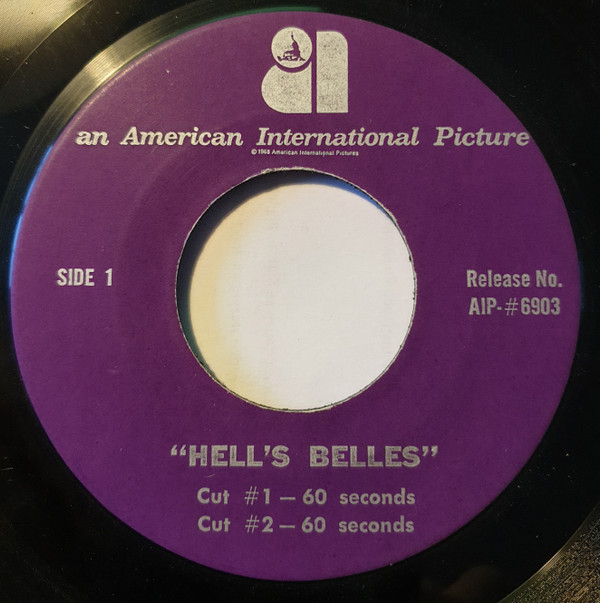 an American International Picture
© 1968 American International Pictures
SIDE 1
Release No.
AIP-#6903
“HELL'S BELLES”
Cut #1 — 60 seconds
Cut #2 — 60 seconds